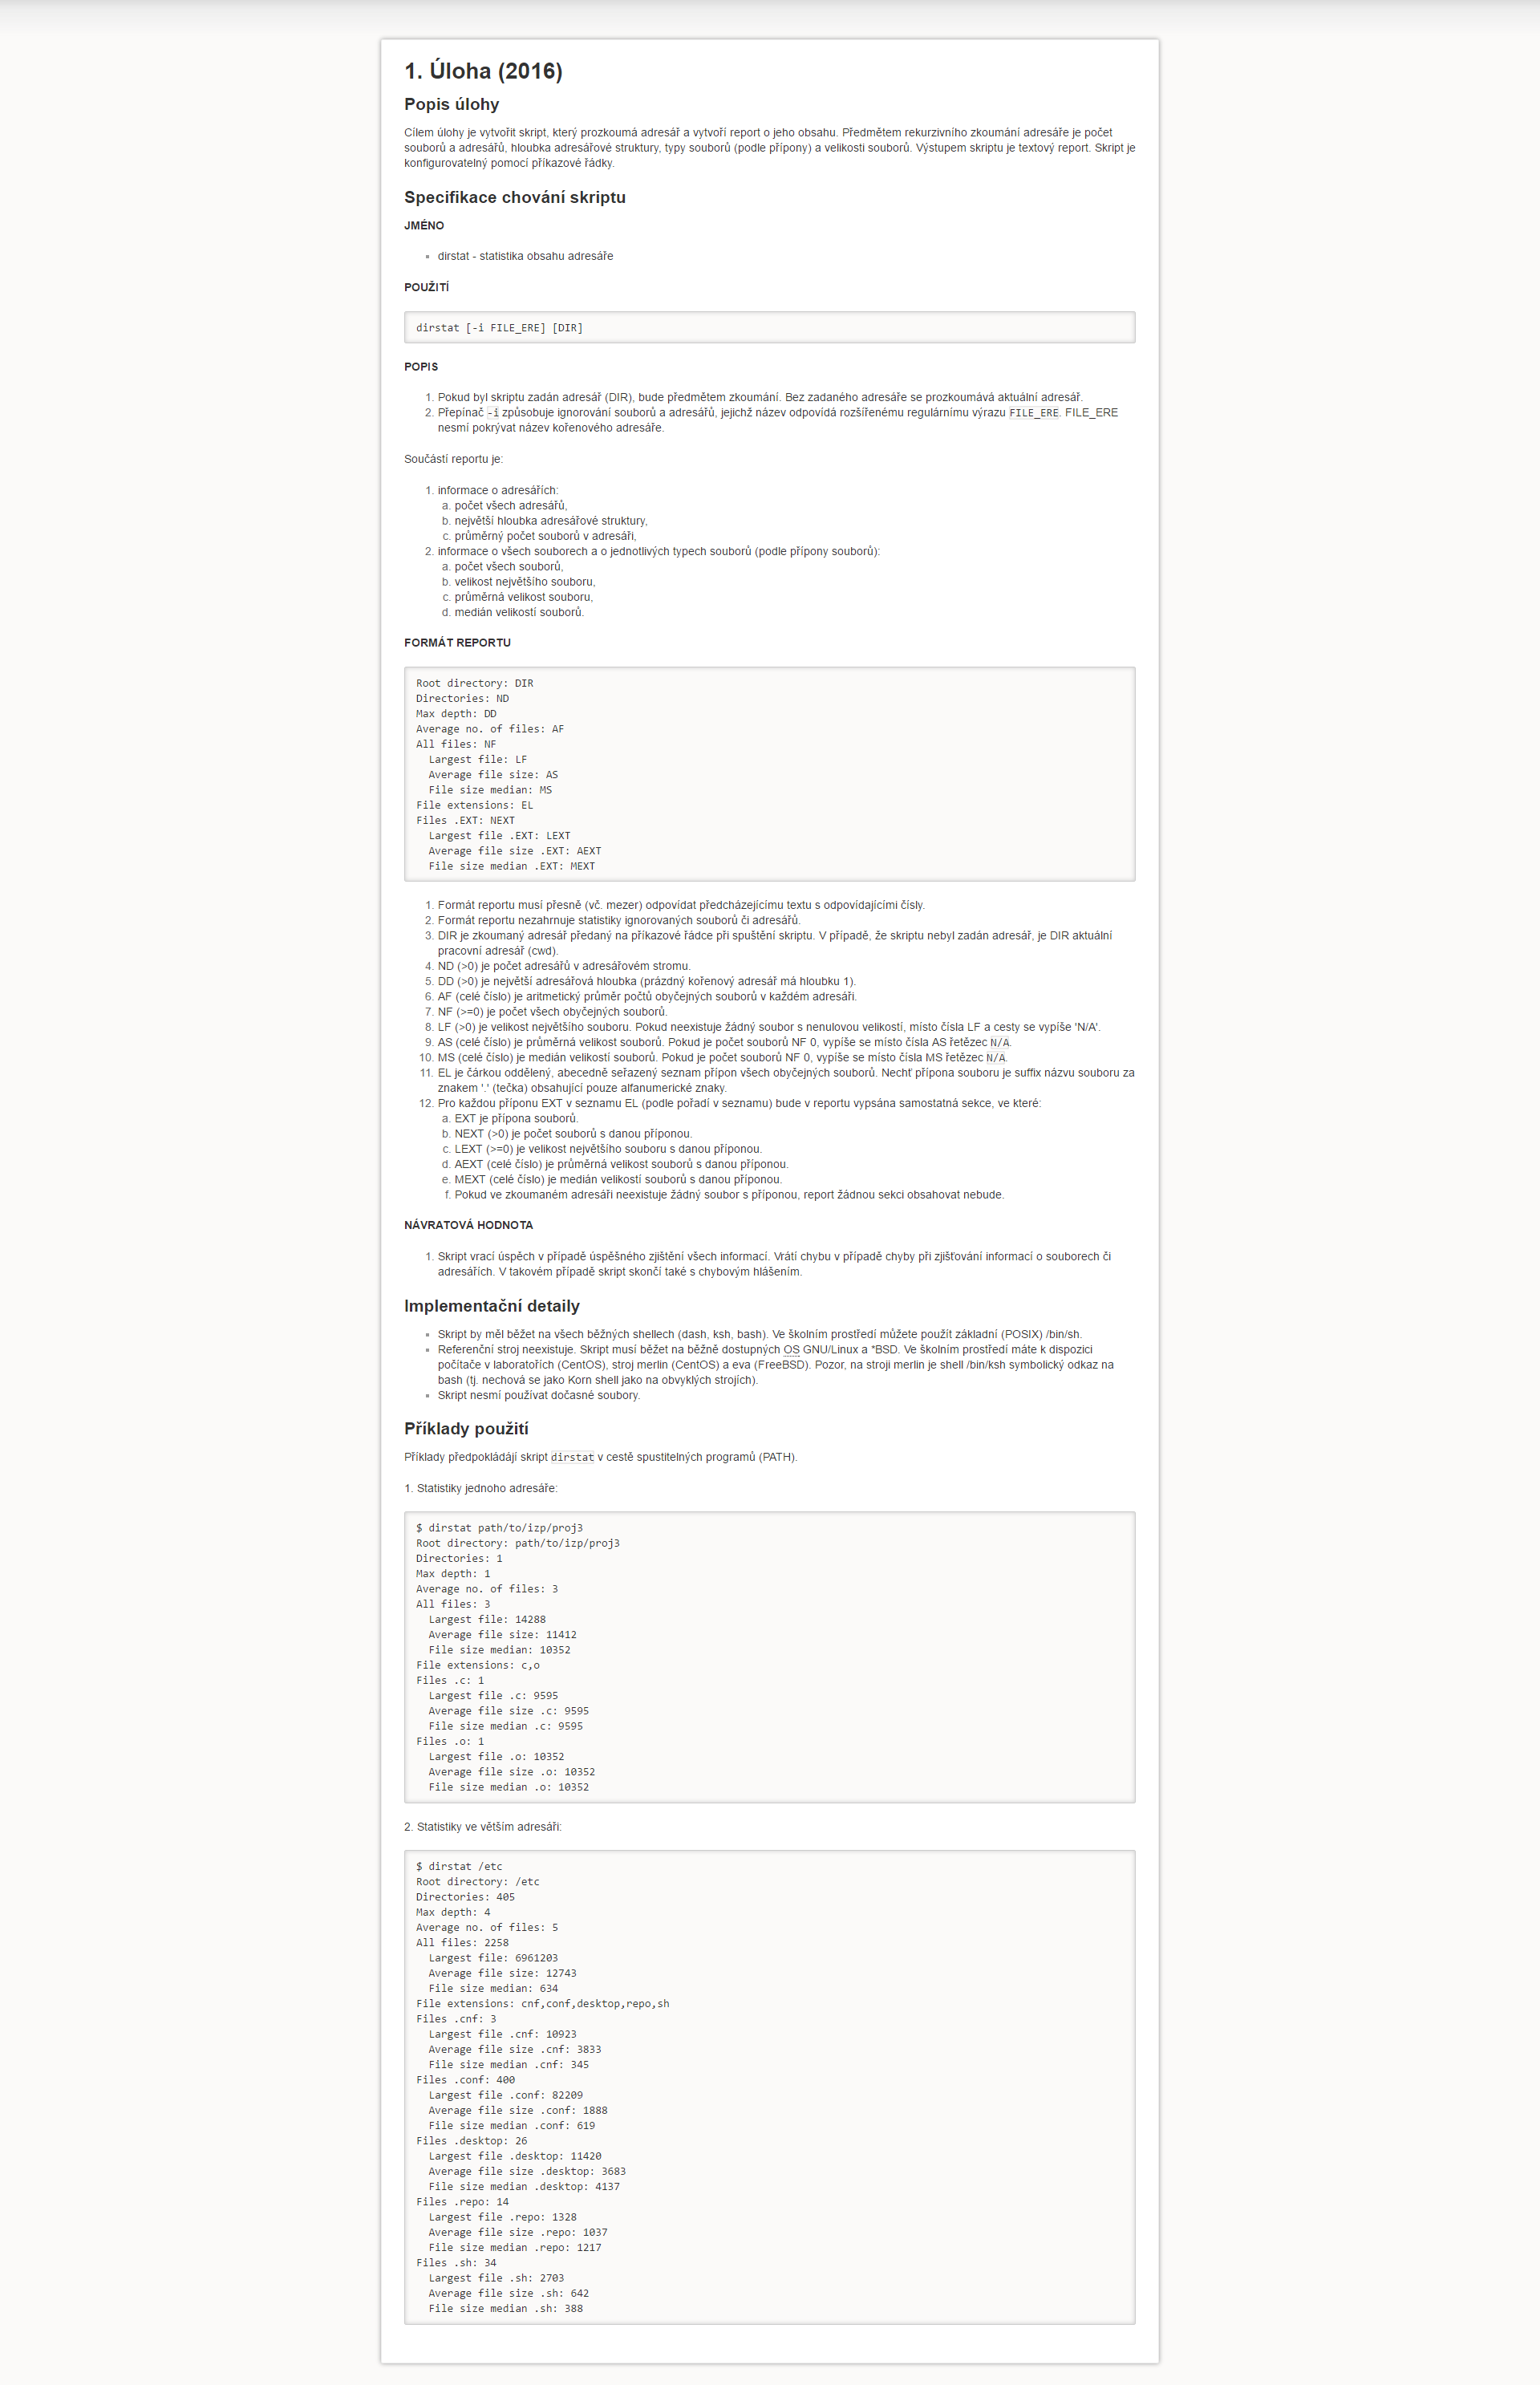 1. Úloha (2016)
Popis úlohy
Cílem úlohy je vytvořit skript, který prozkoumá adresář a vytvoří report o jeho obsahu. Předmětem rekurzivního zkoumání adresáře je počet
souborů a adresářů, hloubka adresářové struktury, typy souborů (podle přípony) a velikosti souborů. Výstupem skriptu je textový report. Skript je
konfigurovatelný pomocí příkazové řádky.
Specifikace chování skriptu
JMÉNO
dirstat - statistika obsahu adresáře
POUŽITÍ
dirstat [-i FILE_ERE] [DIR]
POPIS
1. Pokud byl skriptu zadán adresář (DIR), bude předmětem zkoumání. Bez zadaného adresáře se prozkoumává aktuální adresář.
2. Přepínač -i způsobuje ignorování souborů a adresářů, jejichž název odpovídá rozšířenému regulárnímu výrazu FILE_ERE. FILE_ERE
nesmí pokrývat název kořenového adresáře.
Součástí reportu je:
1. informace o adresářích:
a. počet všech adresářů,
b. největší hloubka adresářové struktury,
c. průměrný počet souborů v adresáři,
2. informace o všech souborech a o jednotlivých typech souborů (podle přípony souborů):
a. počet všech souborů,
b. velikost největšího souboru,
c. průměrná velikost souboru,
d. medián velikostí souborů.
FORMÁT REPORTU
Root directory: DIR
Directories: ND
Max depth: DD
Average no. of files: AF
All files: NF
  Largest file: LF
  Average file size: AS
  File size median: MS
File extensions: EL
Files .EXT: NEXT
  Largest file .EXT: LEXT
  Average file size .EXT: AEXT
  File size median .EXT: MEXT
1. Formát reportu musí přesně (vč. mezer) odpovídat předcházejícímu textu s odpovídajícími čísly.
2. Formát reportu nezahrnuje statistiky ignorovaných souborů či adresářů.
3. DIR je zkoumaný adresář předaný na příkazové řádce při spuštění skriptu. V případě, že skriptu nebyl zadán adresář, je DIR aktuální
pracovní adresář (cwd).
4. ND (>0) je počet adresářů v adresářovém stromu.
5. DD (>0) je největší adresářová hloubka (prázdný kořenový adresář má hloubku 1).
6. AF (celé číslo) je aritmetický průměr počtů obyčejných souborů v každém adresáři.
7. NF (>=0) je počet všech obyčejných souborů.
8. LF (>0) je velikost největšího souboru. Pokud neexistuje žádný soubor s nenulovou velikostí, místo čísla LF a cesty se vypíše 'N/A'.
9. AS (celé číslo) je průměrná velikost souborů. Pokud je počet souborů NF 0, vypíše se místo čísla AS řetězec N/A.
10. MS (celé číslo) je medián velikostí souborů. Pokud je počet souborů NF 0, vypíše se místo čísla MS řetězec N/A.
11. EL je čárkou oddělený, abecedně seřazený seznam přípon všech obyčejných souborů. Nechť přípona souboru je suffix názvu souboru za
znakem '.' (tečka) obsahující pouze alfanumerické znaky.
12. Pro každou příponu EXT v seznamu EL (podle pořadí v seznamu) bude v reportu vypsána samostatná sekce, ve které:
a. EXT je přípona souborů.
b. NEXT (>0) je počet souborů s danou příponou.
c. LEXT (>=0) je velikost největšího souboru s danou příponou.
d. AEXT (celé číslo) je průměrná velikost souborů s danou příponou.
e. MEXT (celé číslo) je medián velikostí souborů s danou příponou.
f. Pokud ve zkoumaném adresáři neexistuje žádný soubor s příponou, report žádnou sekci obsahovat nebude.
NÁVRATOVÁ HODNOTA
1. Skript vrací úspěch v případě úspěšného zjištění všech informací. Vrátí chybu v případě chyby při zjišťování informací o souborech či
adresářích. V takovém případě skript skončí také s chybovým hlášením.
Implementační detaily
Skript by měl běžet na všech běžných shellech (dash, ksh, bash). Ve školním prostředí můžete použít základní (POSIX) /bin/sh.
Referenční stroj neexistuje. Skript musí běžet na běžně dostupných OS GNU/Linux a *BSD. Ve školním prostředí máte k dispozici
počítače v laboratořích (CentOS), stroj merlin (CentOS) a eva (FreeBSD). Pozor, na stroji merlin je shell /bin/ksh symbolický odkaz na
bash (tj. nechová se jako Korn shell jako na obvyklých strojích).
Skript nesmí používat dočasné soubory.
Příklady použití
Příklady předpokládájí skript dirstat v cestě spustitelných programů (PATH).
1. Statistiky jednoho adresáře:
$ dirstat path/to/izp/proj3
Root directory: path/to/izp/proj3
Directories: 1
Max depth: 1
Average no. of files: 3
All files: 3
  Largest file: 14288
  Average file size: 11412
  File size median: 10352
File extensions: c,o
Files .c: 1
  Largest file .c: 9595
  Average file size .c: 9595
  File size median .c: 9595
Files .o: 1
  Largest file .o: 10352
  Average file size .o: 10352
  File size median .o: 10352
2. Statistiky ve větším adresáři:
$ dirstat /etc
Root directory: /etc
Directories: 405
Max depth: 4
Average no. of files: 5
All files: 2258
  Largest file: 6961203
  Average file size: 12743
  File size median: 634
File extensions: cnf,conf,desktop,repo,sh
Files .cnf: 3
  Largest file .cnf: 10923
  Average file size .cnf: 3833
  File size median .cnf: 345
Files .conf: 400
  Largest file .conf: 82209
  Average file size .conf: 1888
  File size median .conf: 619
Files .desktop: 26
  Largest file .desktop: 11420
  Average file size .desktop: 3683
  File size median .desktop: 4137
Files .repo: 14
  Largest file .repo: 1328
  Average file size .repo: 1037
  File size median .repo: 1217
Files .sh: 34
  Largest file .sh: 2703
  Average file size .sh: 642
  File size median .sh: 388